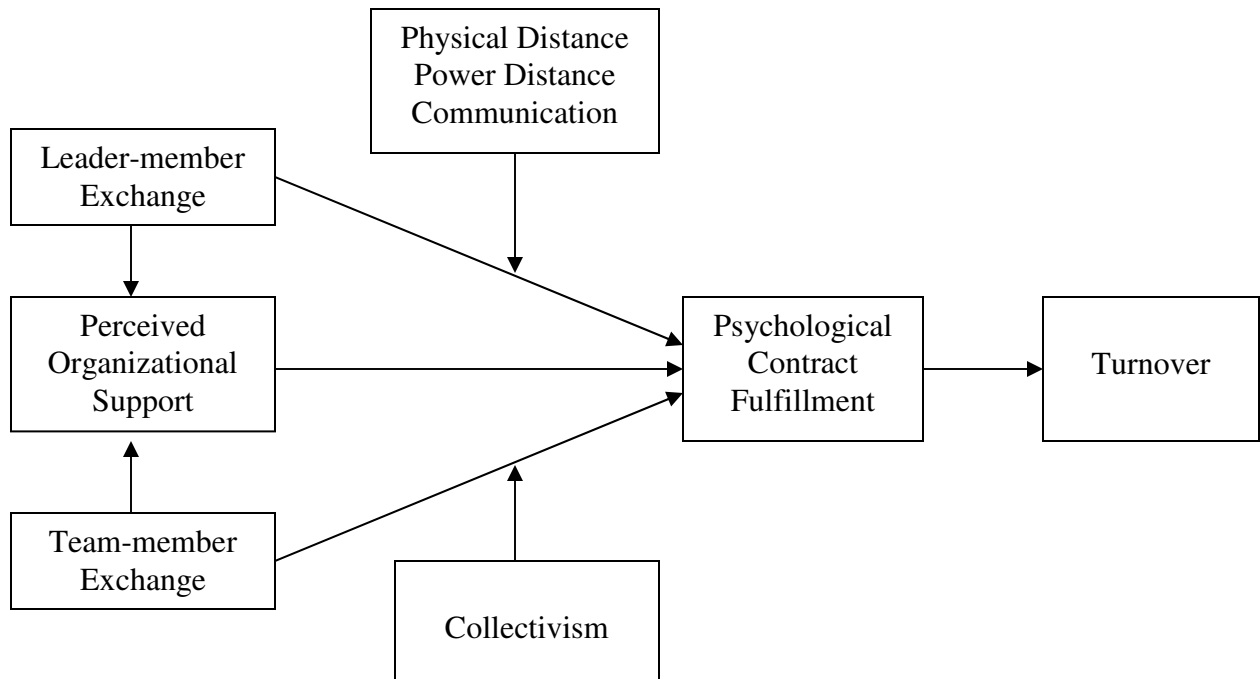 Physical Distance
Power Distance
Communication
Leader-member
Exchange
Perceived
Organizational
Support
Psychological
Contract
Fulfillment
Turnover
Team-member
Exchange
Collectivism